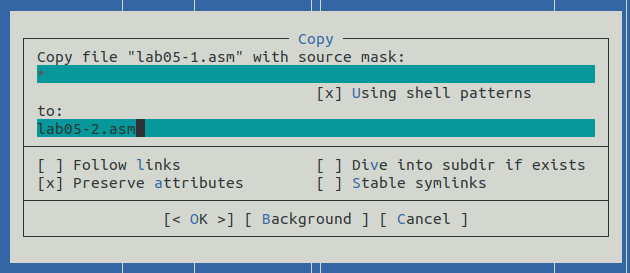 Copy
Copy file "lab05-1.asm" with source mask:
*
[x] Using shell patterns
to:
lab05-2.asm
[ ] Follow links [ ] Dive into subdir if exists
[x] Preserve attributes [ ] Stable symlinks
[< OK >] [ Background ] [ Cancel ]